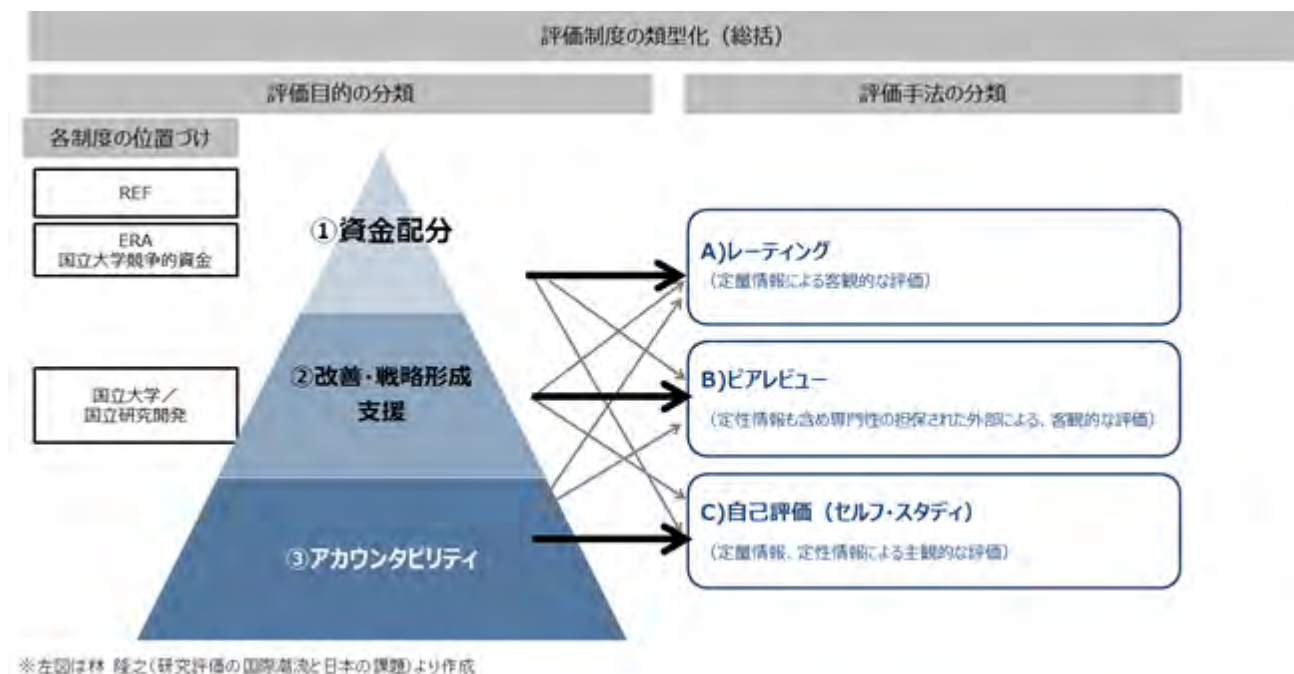 評価制度の類型化（総括）
評価目的の分類
評価手法の分類
各制度の位置づけ
REF
ERA
国立大学競争的資金
国立大学／
国立研究開発
①資金配分
②改善・戦略形成
支援
③アカウンタビリティ
A)レーティング
（定量情報による客観的な評価）
B)ピアレビュー
（定性情報も含め専門性の担保された外部による、客観的な評価）
C)自己評価（セルフ・スタディ）
（定量情報、定性情報による主観的な評価）
※左図は林 隆之（研究評価の国際潮流と日本の課題）より作成